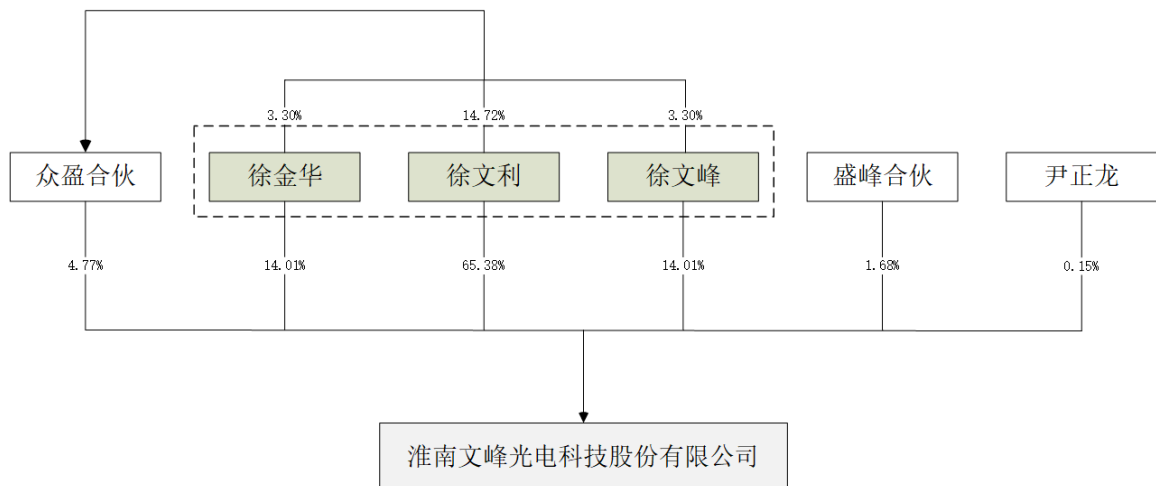 3.30% 14.72% 3.30%
众盈合伙 徐金华 徐文利 徐文峰 盛峰合伙 尹正龙
4.77% 14.01% 65.38% 14.01% 1.68% 0.15%
淮南文峰光电科技股份有限公司